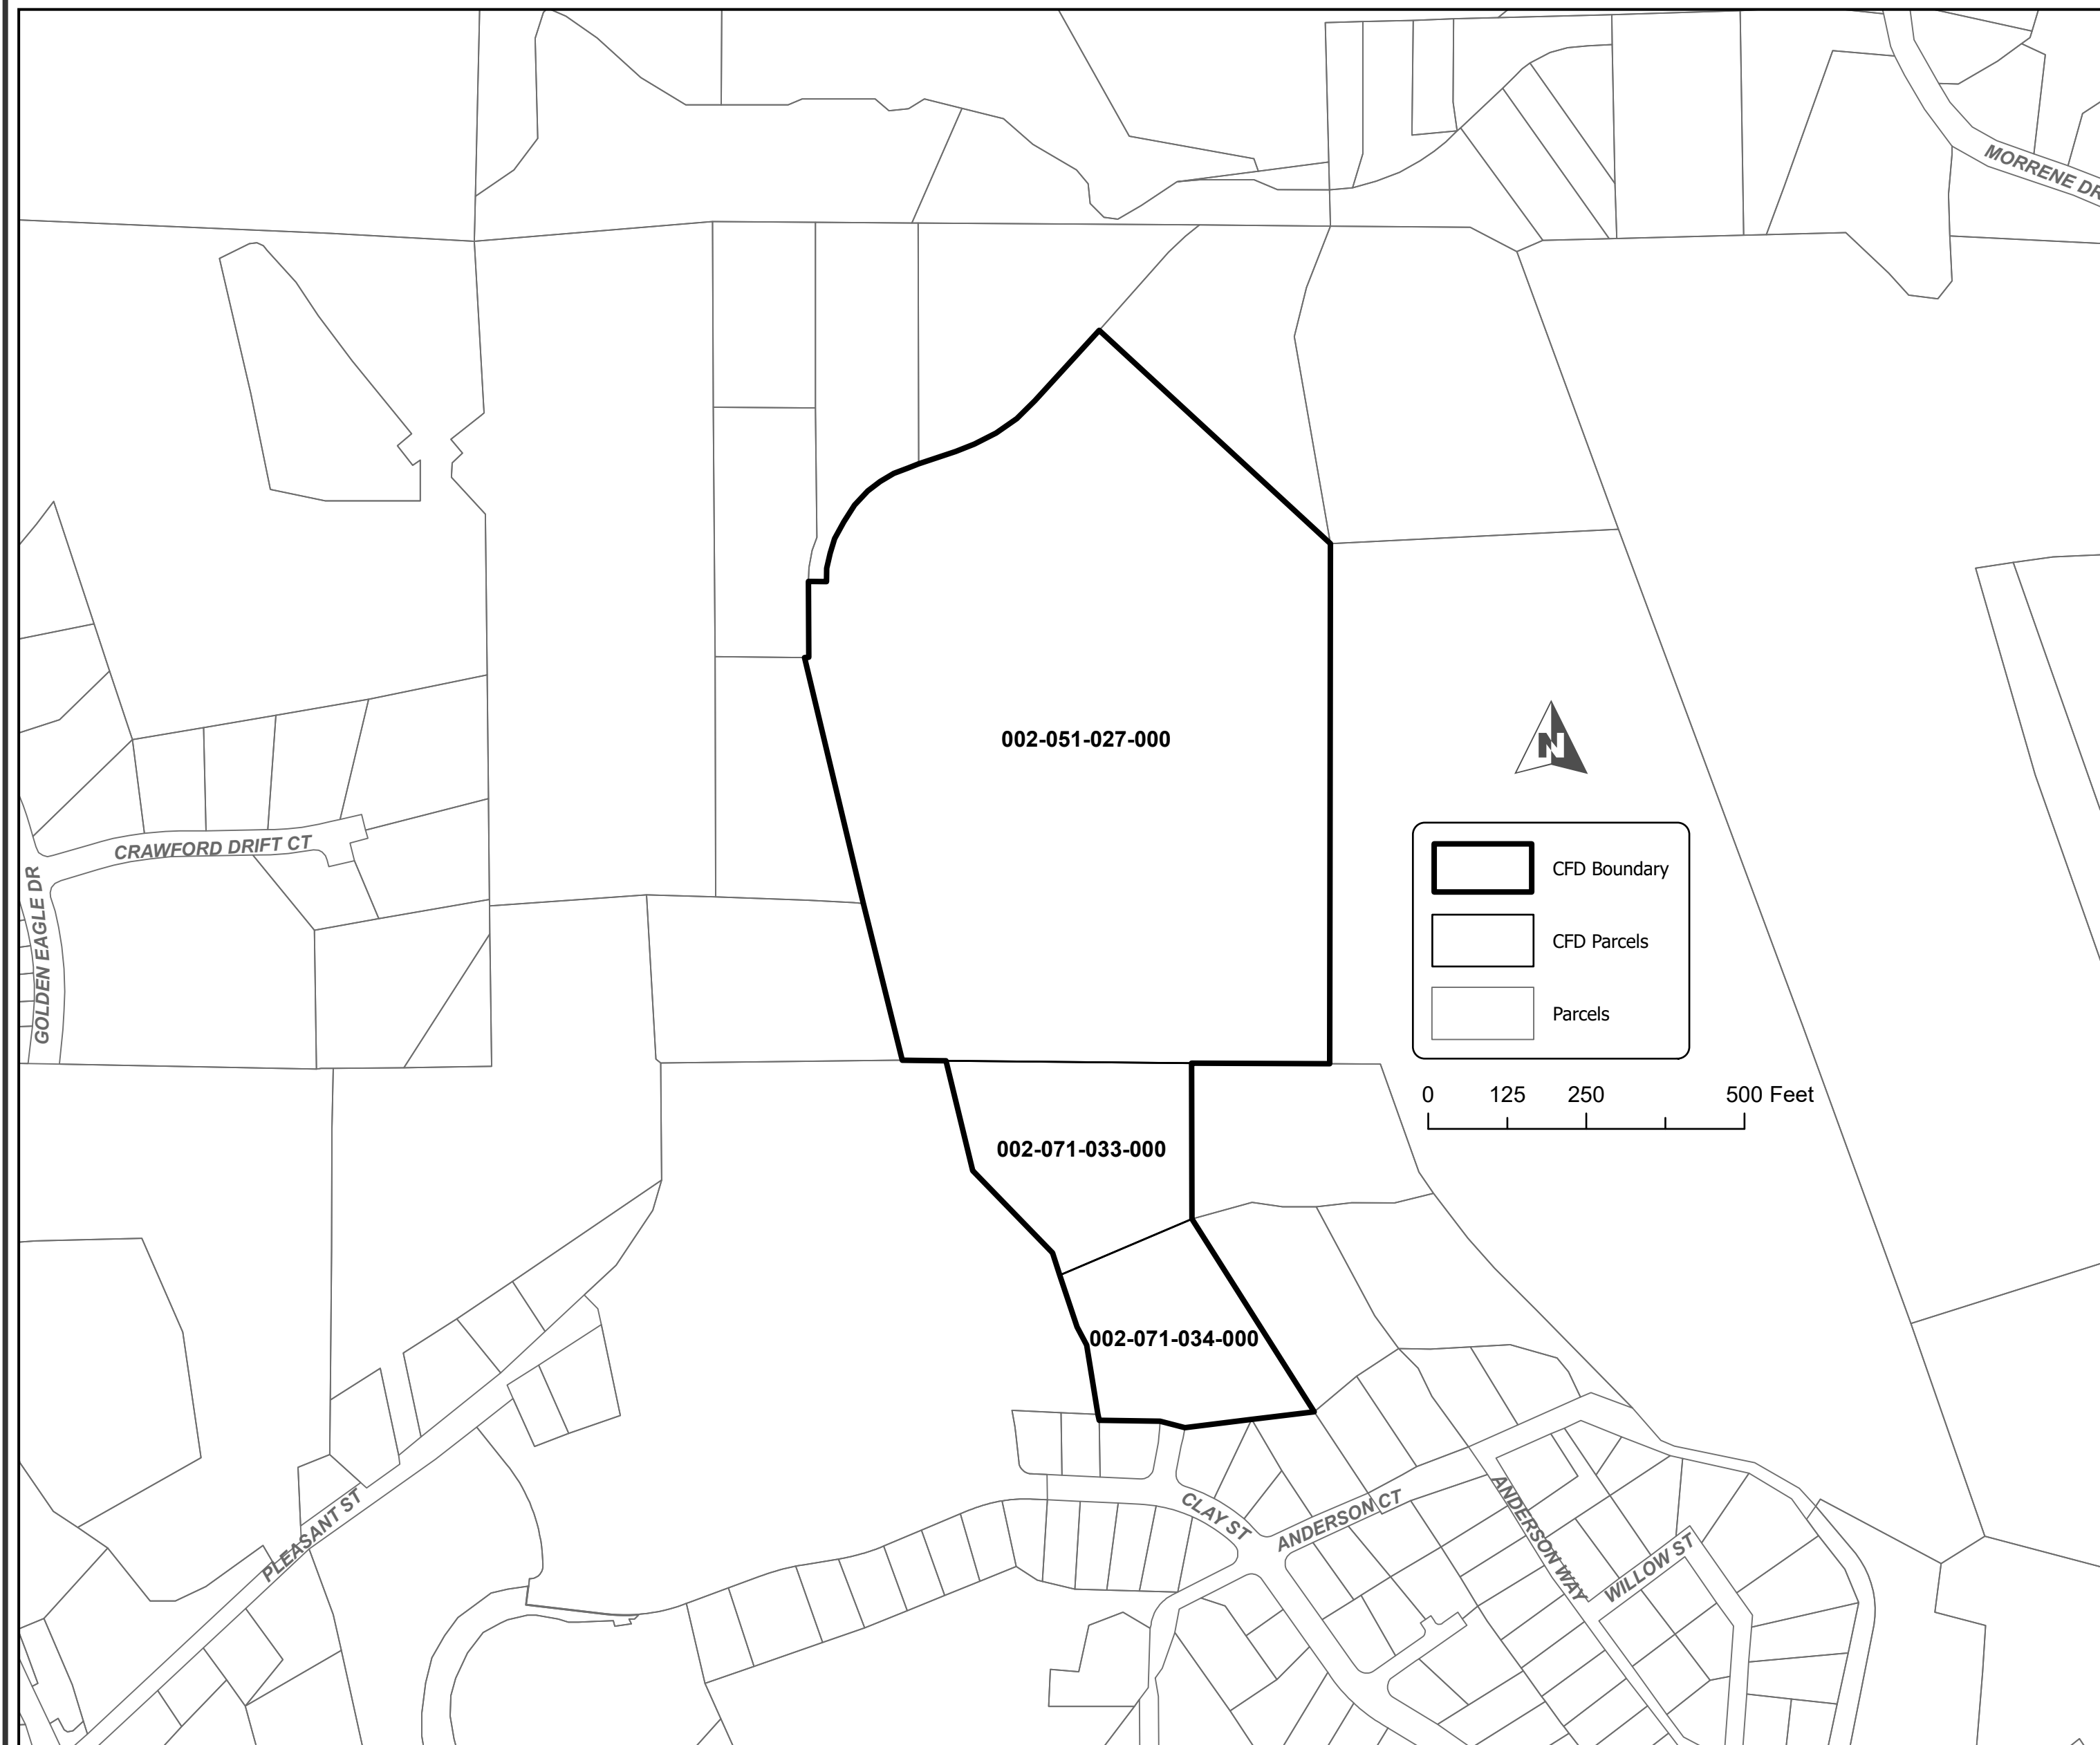 MORRENE DR
002-051-027-000
N
CRAWFORD DRIFT CT
GOLDEN EAGLE DR
CFD Boundary
CFD Parcels
Parcels
0 125 250 500 Feet
002-071-033-000
002-071-034-000
PLEASANT ST
CLAY ST
ANDERSON CT
ANDERSON WAY
WILLOW ST